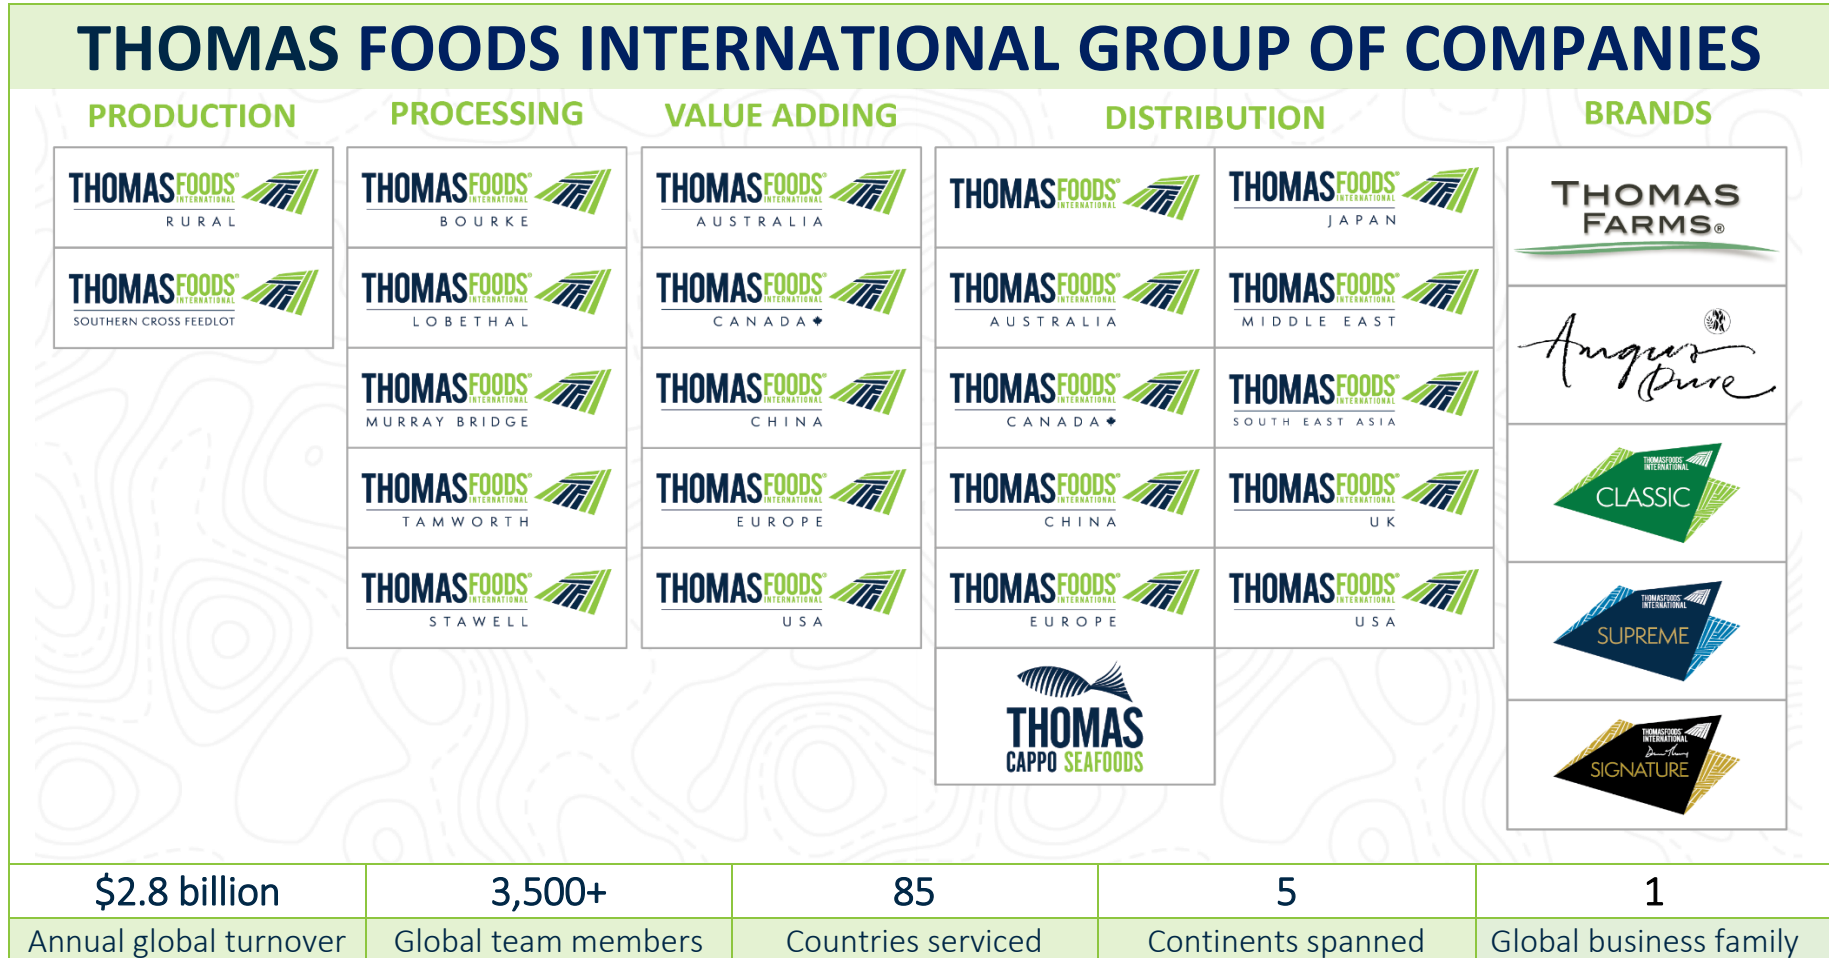 THOMAS FOODS INTERNATIONAL GROUP OF COMPANIES
PRODUCTION
THOMAS FOODS®
INTERNATIONAL
RURAL
THOMAS FOODS®
INTERNATIONAL
SOUTHERN CROSS FEEDLOT
PROCESSING
THOMAS FOODS®
INTERNATIONAL
BOURKE
THOMAS FOODS®
INTERNATIONAL
LOBETHAL
THOMAS FOODS®
INTERNATIONAL
MURRAY BRIDGE
THOMAS FOODS®
INTERNATIONAL
TAMWORTH
THOMAS FOODS®
INTERNATIONAL
STAWELL
VALUE ADDING
THOMAS FOODS®
INTERNATIONAL
AUSTRALIA
THOMAS FOODS®
INTERNATIONAL
CANADA
THOMAS FOODS®
INTERNATIONAL
CHINA
THOMAS FOODS®
INTERNATIONAL
EUROPE
THOMAS FOODS®
INTERNATIONAL
USA
DISTRIBUTION
THOMAS FOODS®
INTERNATIONAL
THOMAS FOODS®
INTERNATIONAL
AUSTRALIA
THOMAS FOODS®
INTERNATIONAL
CANADA
THOMAS FOODS®
INTERNATIONAL
CHINA
THOMAS FOODS®
INTERNATIONAL
EUROPE
THOMAS
CAPPO SEAFOODS
THOMAS FOODS®
INTERNATIONAL
JAPAN
THOMAS FOODS®
INTERNATIONAL
MIDDLE EAST
THOMAS FOODS®
INTERNATIONAL
SOUTH EAST ASIA
THOMAS FOODS®
INTERNATIONAL
UK
THOMAS FOODS®
INTERNATIONAL
USA
BRANDS
THOMAS
FARMS®
Angus
Pure
THOMASFOODS®
INTERNATIONAL
CLASSIC
THOMASFOODS®
INTERNATIONAL
SUPREME
THOMASFOODS®
INTERNATIONAL
SIGNATURE
$2.8 billion
Annual global turnover
3,500+
Global team members
85
Countries serviced
5
Continents spanned
1
Global business family